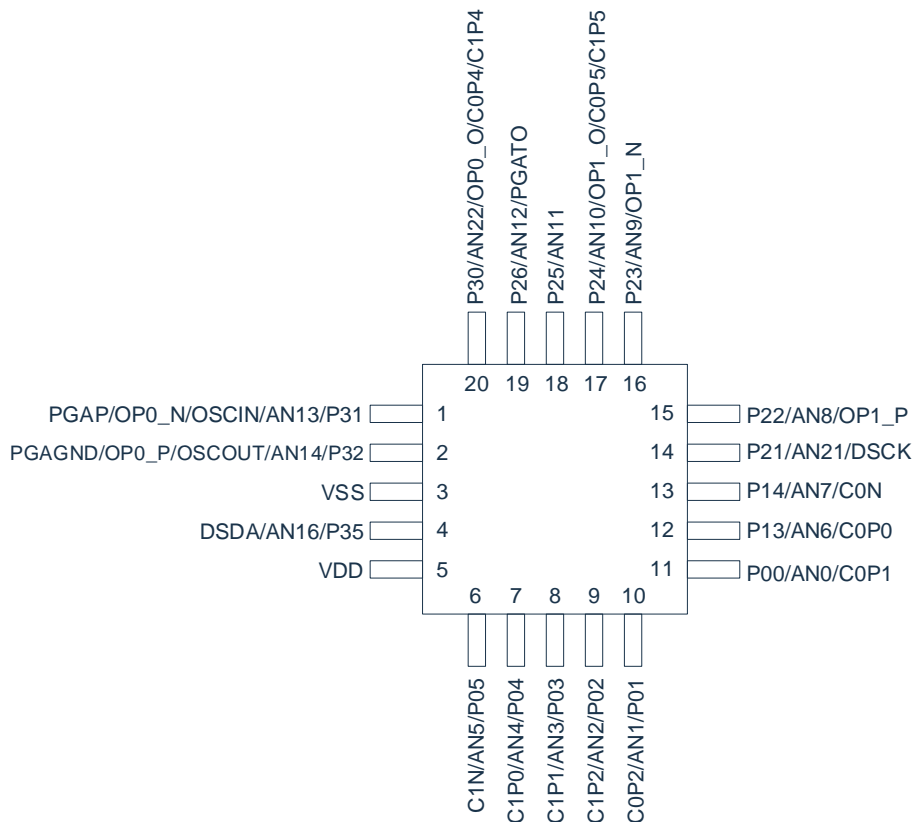 P30/AN22/OP0_O/C0P4/C1P4
P26/AN12/PGATO
P25/AN11
P24/AN10/OP1_O/C0P5/C1P5
P23/AN9/OP1_N
20 19 18 17 16
PGAP/OP0_N/OSCIN/AN13/P31 1
15 P22/AN8/OP1_P
PGAGND/OP0_P/OSCOUT/AN14/P32 2
14 P21/AN21/DSCK
VSS 3
13 P14/AN7/C0N
DSDA/AN16/P35 4
12 P13/AN6/C0P0
VDD 5
11 P00/AN0/C0P1
6 7 8 9 10
C1N/AN5/P05
C1P0/AN4/P04
C1P1/AN3/P03
C1P2/AN2/P02
C0P2/AN1/P01